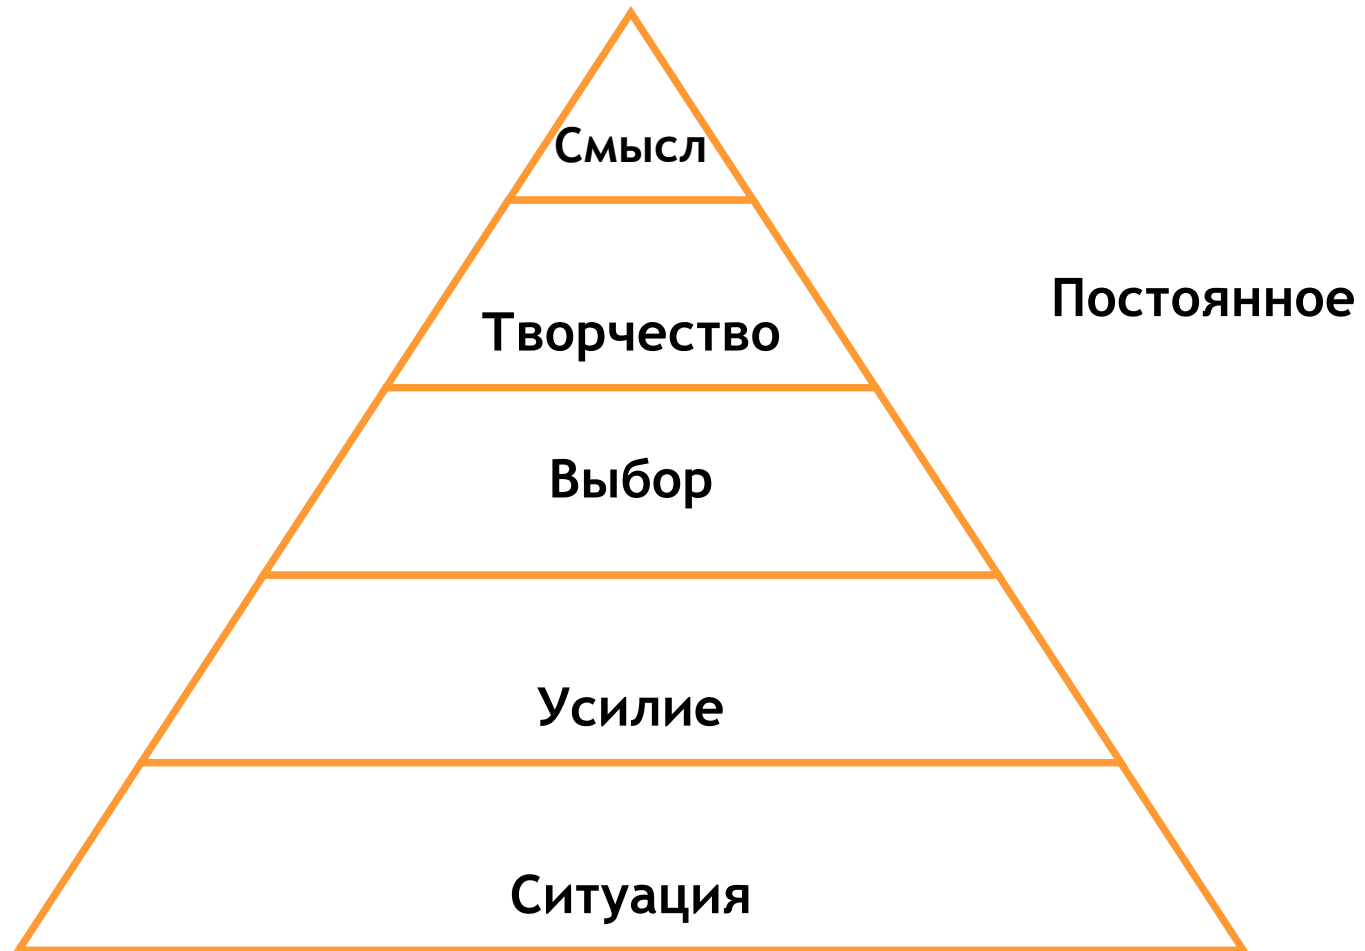 Смысл
Постоянное
Творчество
Выбор
Усилие
Ситуация